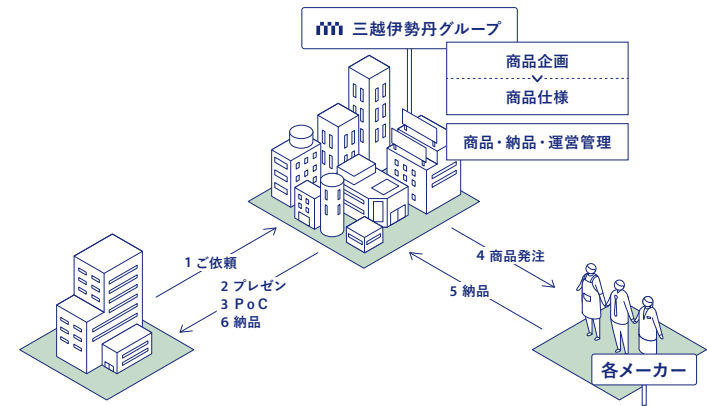 三越伊勢丹グループ
商品企画
商品仕様
商品・納品・運営管理
1 ご依頼
2 プレゼン
3 PoC
6 納品
4 商品発注
5 納品
各メーカー